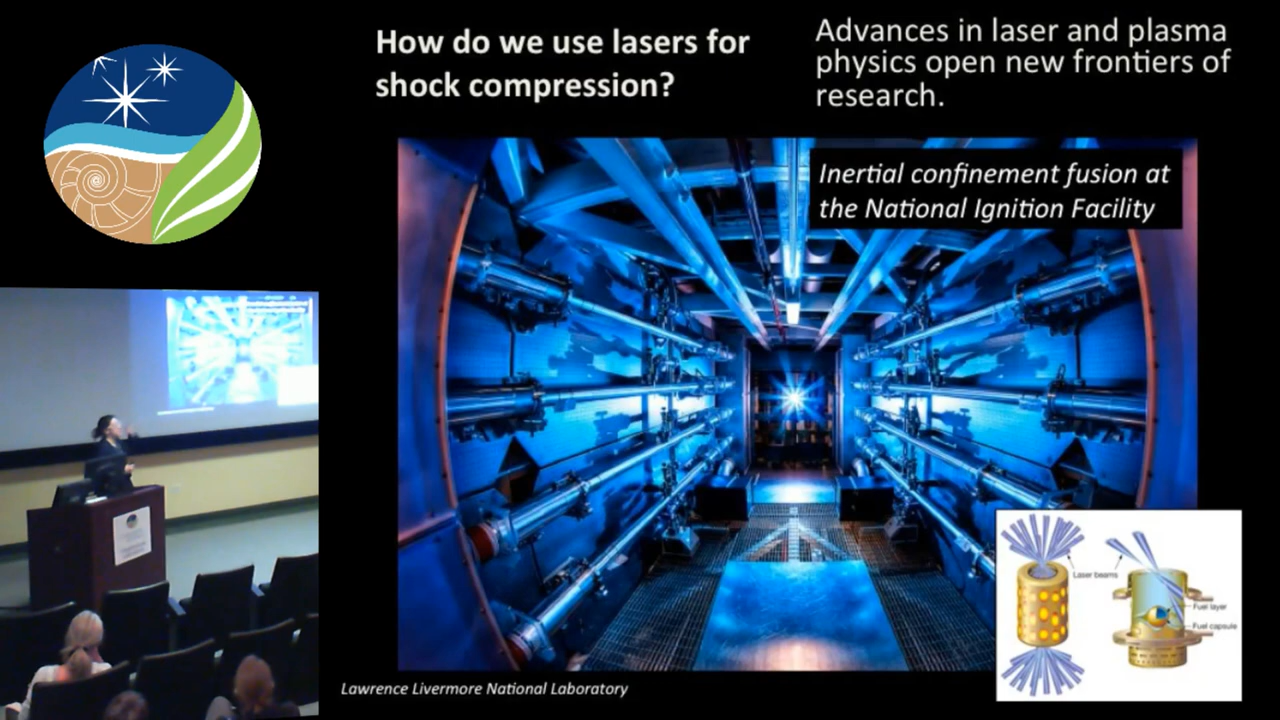 How do we use lasers for
shock compression?
Advances in laser and plasma
physics open new frontiers of
research.
Inertial confinement fusion at
the National Ignition Facility
Laser beams
Fuel layer
Fuel capsule
Lawrence Livermore National Laboratory